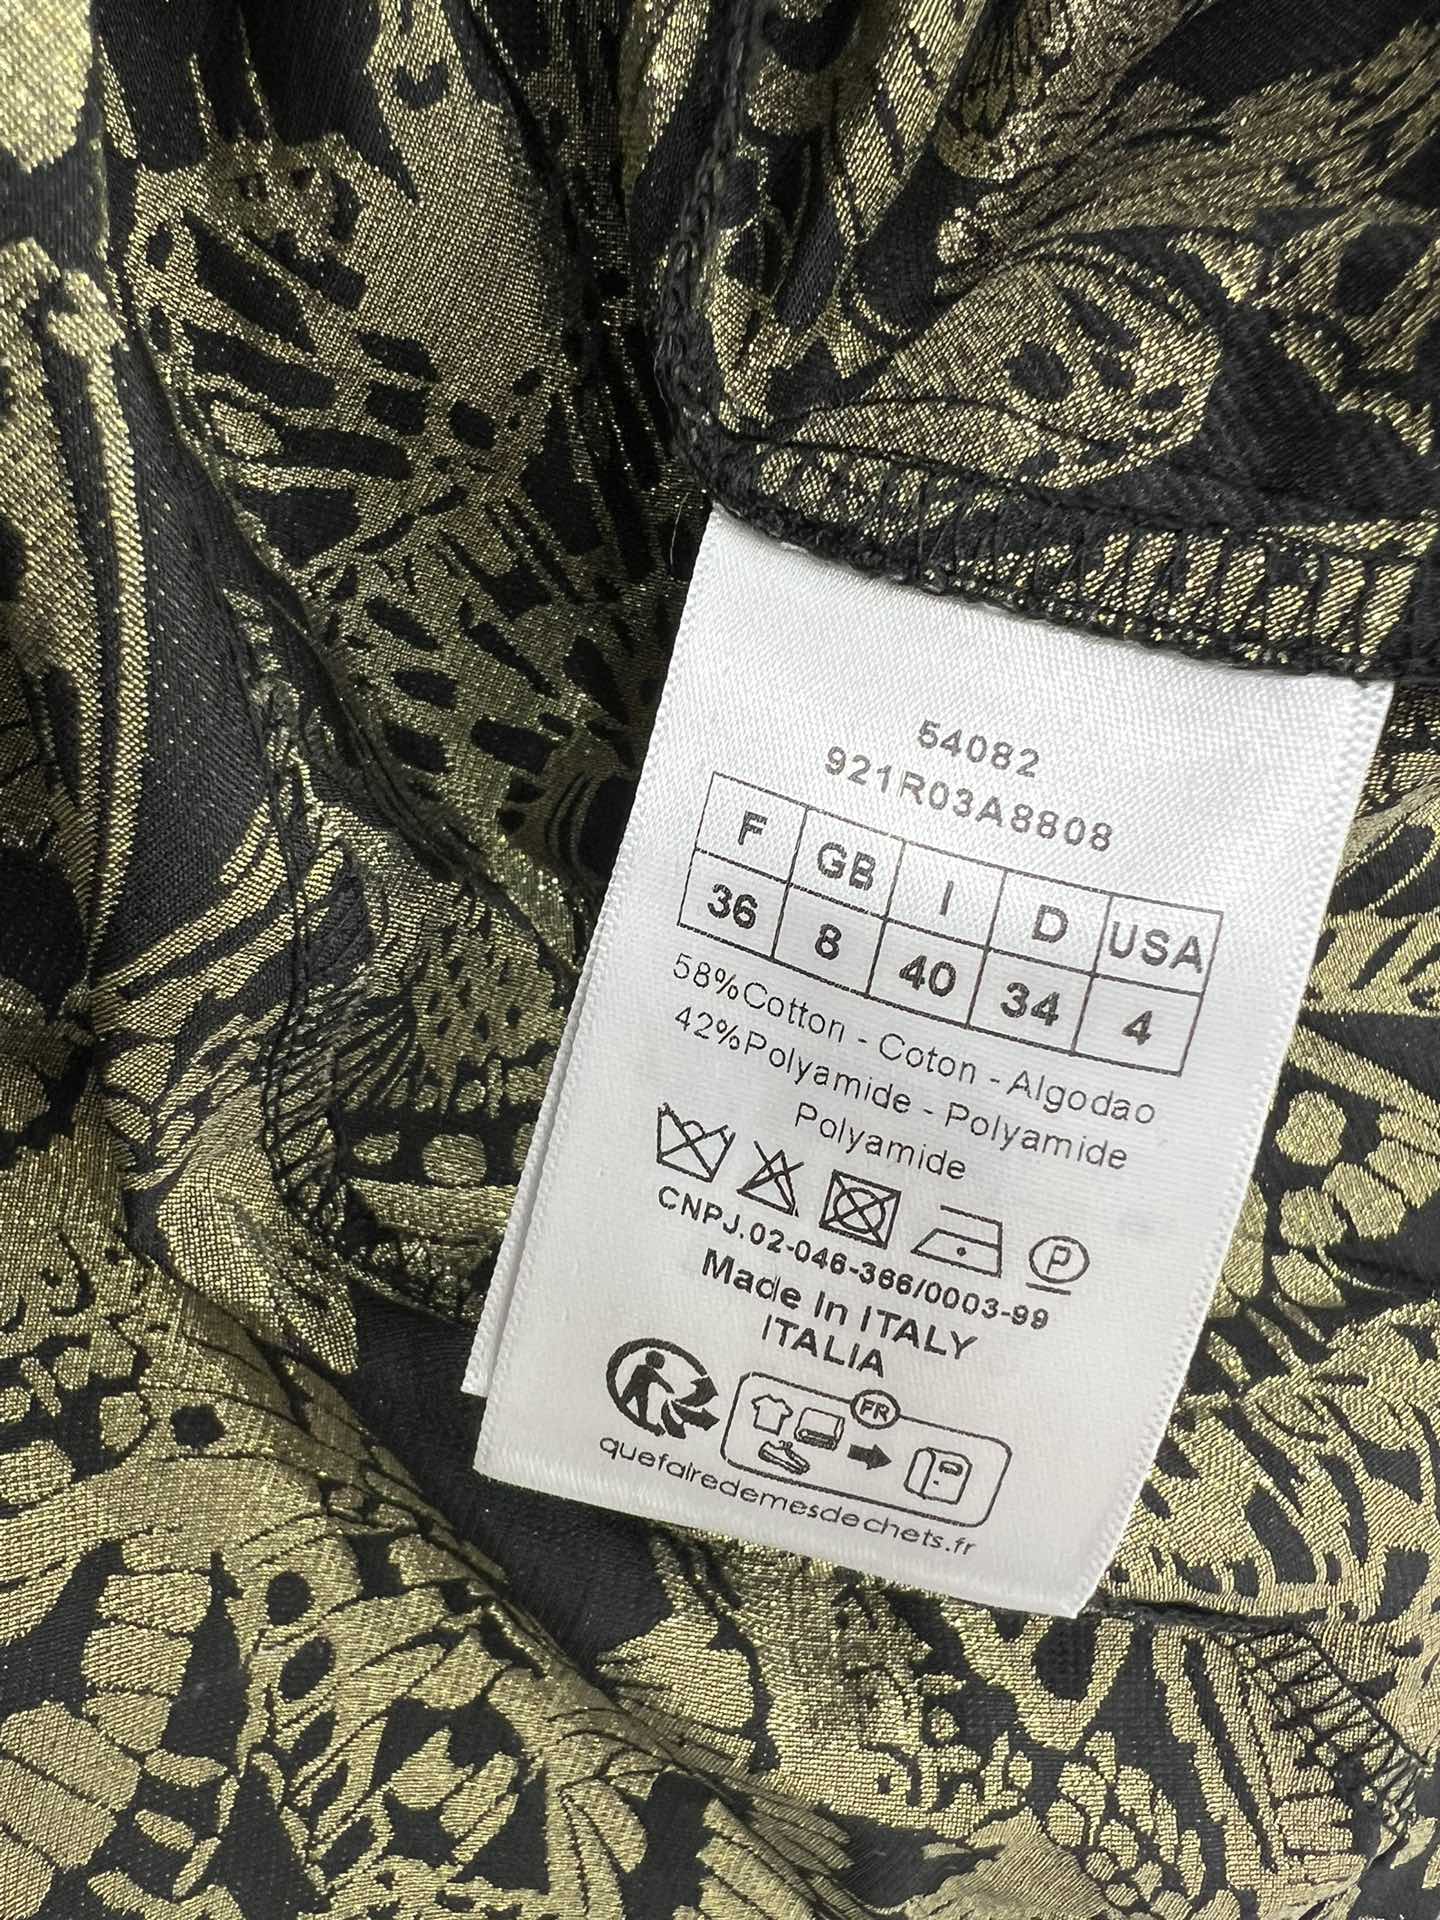 54082
921R03A8808
F GB I D USA
36 8 40 34 4
58%Cotton - Coton - Algodao
42%Polyamide - Polyamide
Polyamide
P
CNPJ.02-046-366/0003-99
Made In ITALY
ITALIA
FR
quefairedemesdechets.fr